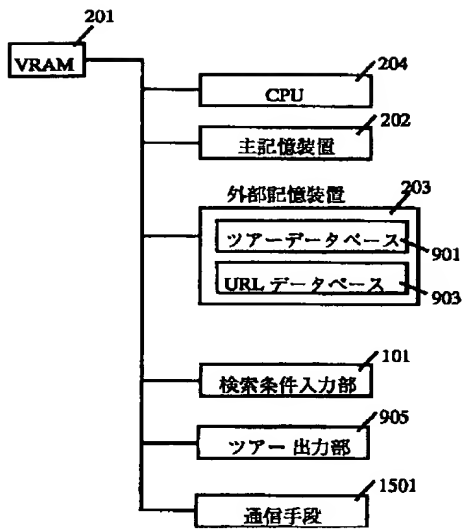 201
VRAM
204
CPU
202
主記憶装置
外部記憶装置
203
ツアーデータベース
901
URL データベース
903
101
検索条件入力部
905
ツアー 出力部
1501
通信手段